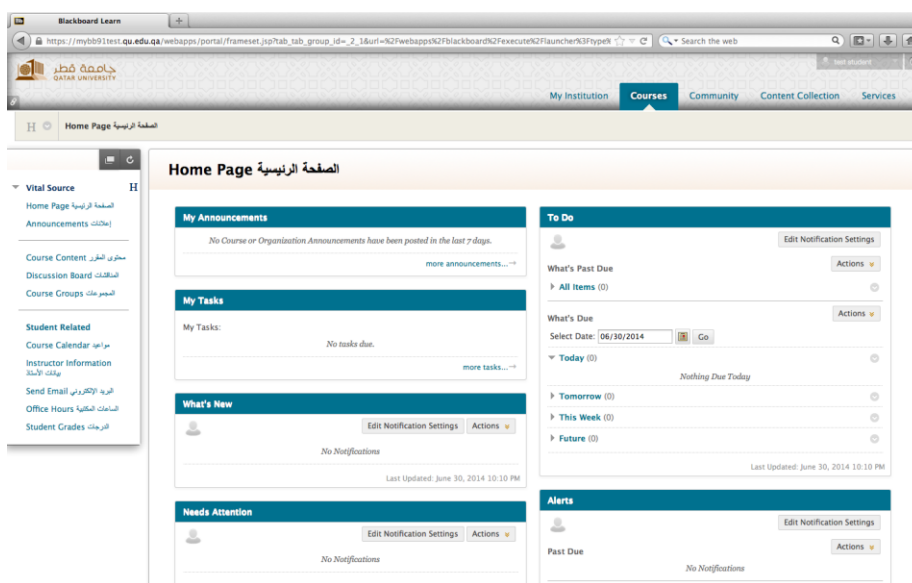 Blackboard Learn
https://mybb91test.qu.edu.qa/webapps/portal/frameset.jsp?tab_tab_group_id=_2_1&url=%2Fwebapps%2Fblackboard%2Fexecute%2Flauncher%3Ftype%
Search the web
جامعة قطر
QATAR UNIVERSITY
test student
My Institution
Courses
Community
Content Collection
Services
H
Home Page الصفحة الرئيسية
Vital Source
H
Home Page الصفحة الرئيسية
Announcements إعلانات
Course Content محتوى المقرر
Discussion Board المناقشات
Course Groups المجموعات
Student Related
Course Calendar مواعيد
Instructor Information
بيانات الأستاذ
Send Email البريد الإلكتروني
Office Hours الساعات المكتبية
Student Grades الدرجات
Home Page الصفحة الرئيسية
My Announcements
No Course or Organization Announcements have been posted in the last 7 days.
more announcements...
My Tasks
My Tasks:
No tasks due.
more tasks...
What's New
Edit Notification Settings
Actions
No Notifications
Last Updated: June 30, 2014 10:10 PM
Needs Attention
Edit Notification Settings
Actions
No Notifications
To Do
Edit Notification Settings
What's Past Due
Actions
All Items (0)
What's Due
Actions
Select Date: 06/30/2014 Go
Today (0)
Nothing Due Today
Tomorrow (0)
This Week (0)
Future (0)
Last Updated: June 30, 2014 10:10 PM
Alerts
Edit Notification Settings
Past Due
Actions
No Notifications